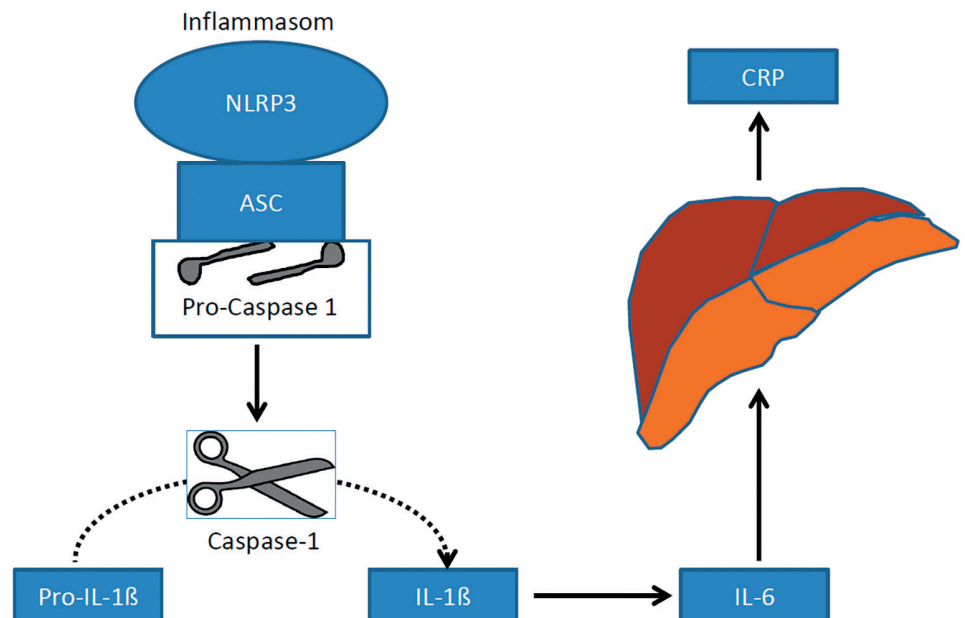 Inflammasom
NLRP3
ASC
Pro-Caspase 1
Caspase-1
Pro-IL-1ß
IL-1ß
IL-6
CRP